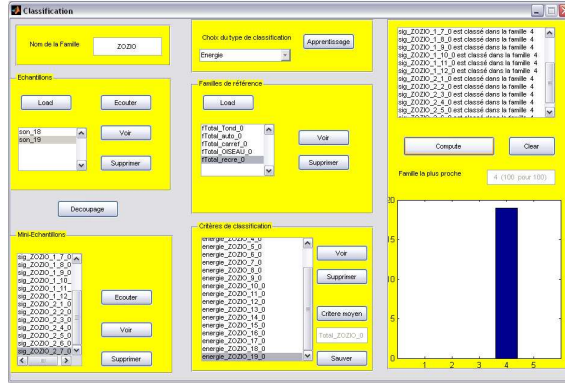 Classification
Nom de la Famille
ZOZIO
Echantillons
Load
Ecouter
son_18
son_19
Voir
Supprimer
Decoupage
Mini-Echantillons
sig_ZOZIO_1_7_0
sig_ZOZIO_1_8_0
sig_ZOZIO_1_9_0
sig_ZOZIO_1_10_
sig_ZOZIO_1_11_
sig_ZOZIO_1_12_
sig_ZOZIO_2_1_0
sig_ZOZIO_2_2_0
sig_ZOZIO_2_3_0
sig_ZOZIO_2_4_0
sig_ZOZIO_2_5_0
sig_ZOZIO_2_6_0
sig_ZOZIO_2_7_0
Ecouter
Voir
Supprimer
Choix du type de classification
Energie
Apprentissage
Familles de référence
Load
fTotal_Tond_0
fTotal_auto_0
fTotal_carref_0
fTotal_OISEAU_0
fTotal_recre_0
Voir
Supprimer
Critères de classification
energie_ZOZIO_4_0
energie_ZOZIO_5_0
energie_ZOZIO_6_0
energie_ZOZIO_7_0
energie_ZOZIO_8_0
energie_ZOZIO_9_0
energie_ZOZIO_10_0
energie_ZOZIO_11_0
energie_ZOZIO_12_0
energie_ZOZIO_13_0
energie_ZOZIO_14_0
energie_ZOZIO_15_0
energie_ZOZIO_16_0
energie_ZOZIO_17_0
energie_ZOZIO_18_0
energie_ZOZIO_19_0
Voir
Supprimer
Critere moyen
Total_ZOZIO_0
Sauver
sig_ZOZIO_1_7_0 est classé dans la famille 4
sig_ZOZIO_1_8_0 est classé dans la famille 4
sig_ZOZIO_1_9_0 est classé dans la famille 4
sig_ZOZIO_1_10_0 est classé dans la famille 4
sig_ZOZIO_1_11_0 est classé dans la famille 4
sig_ZOZIO_1_12_0 est classé dans la famille 4
sig_ZOZIO_2_1_0 est classé dans la famille 4
sig_ZOZIO_2_2_0 est classé dans la famille 4
sig_ZOZIO_2_3_0 est classé dans la famille 4
sig_ZOZIO_2_4_0 est classé dans la famille 4
sig_ZOZIO_2_5_0 est classé dans la famille 4
Compute
Clear
Famille la plus proche
4 (100 pour 100)
20
15
10
5
0
1 2 3 4 5